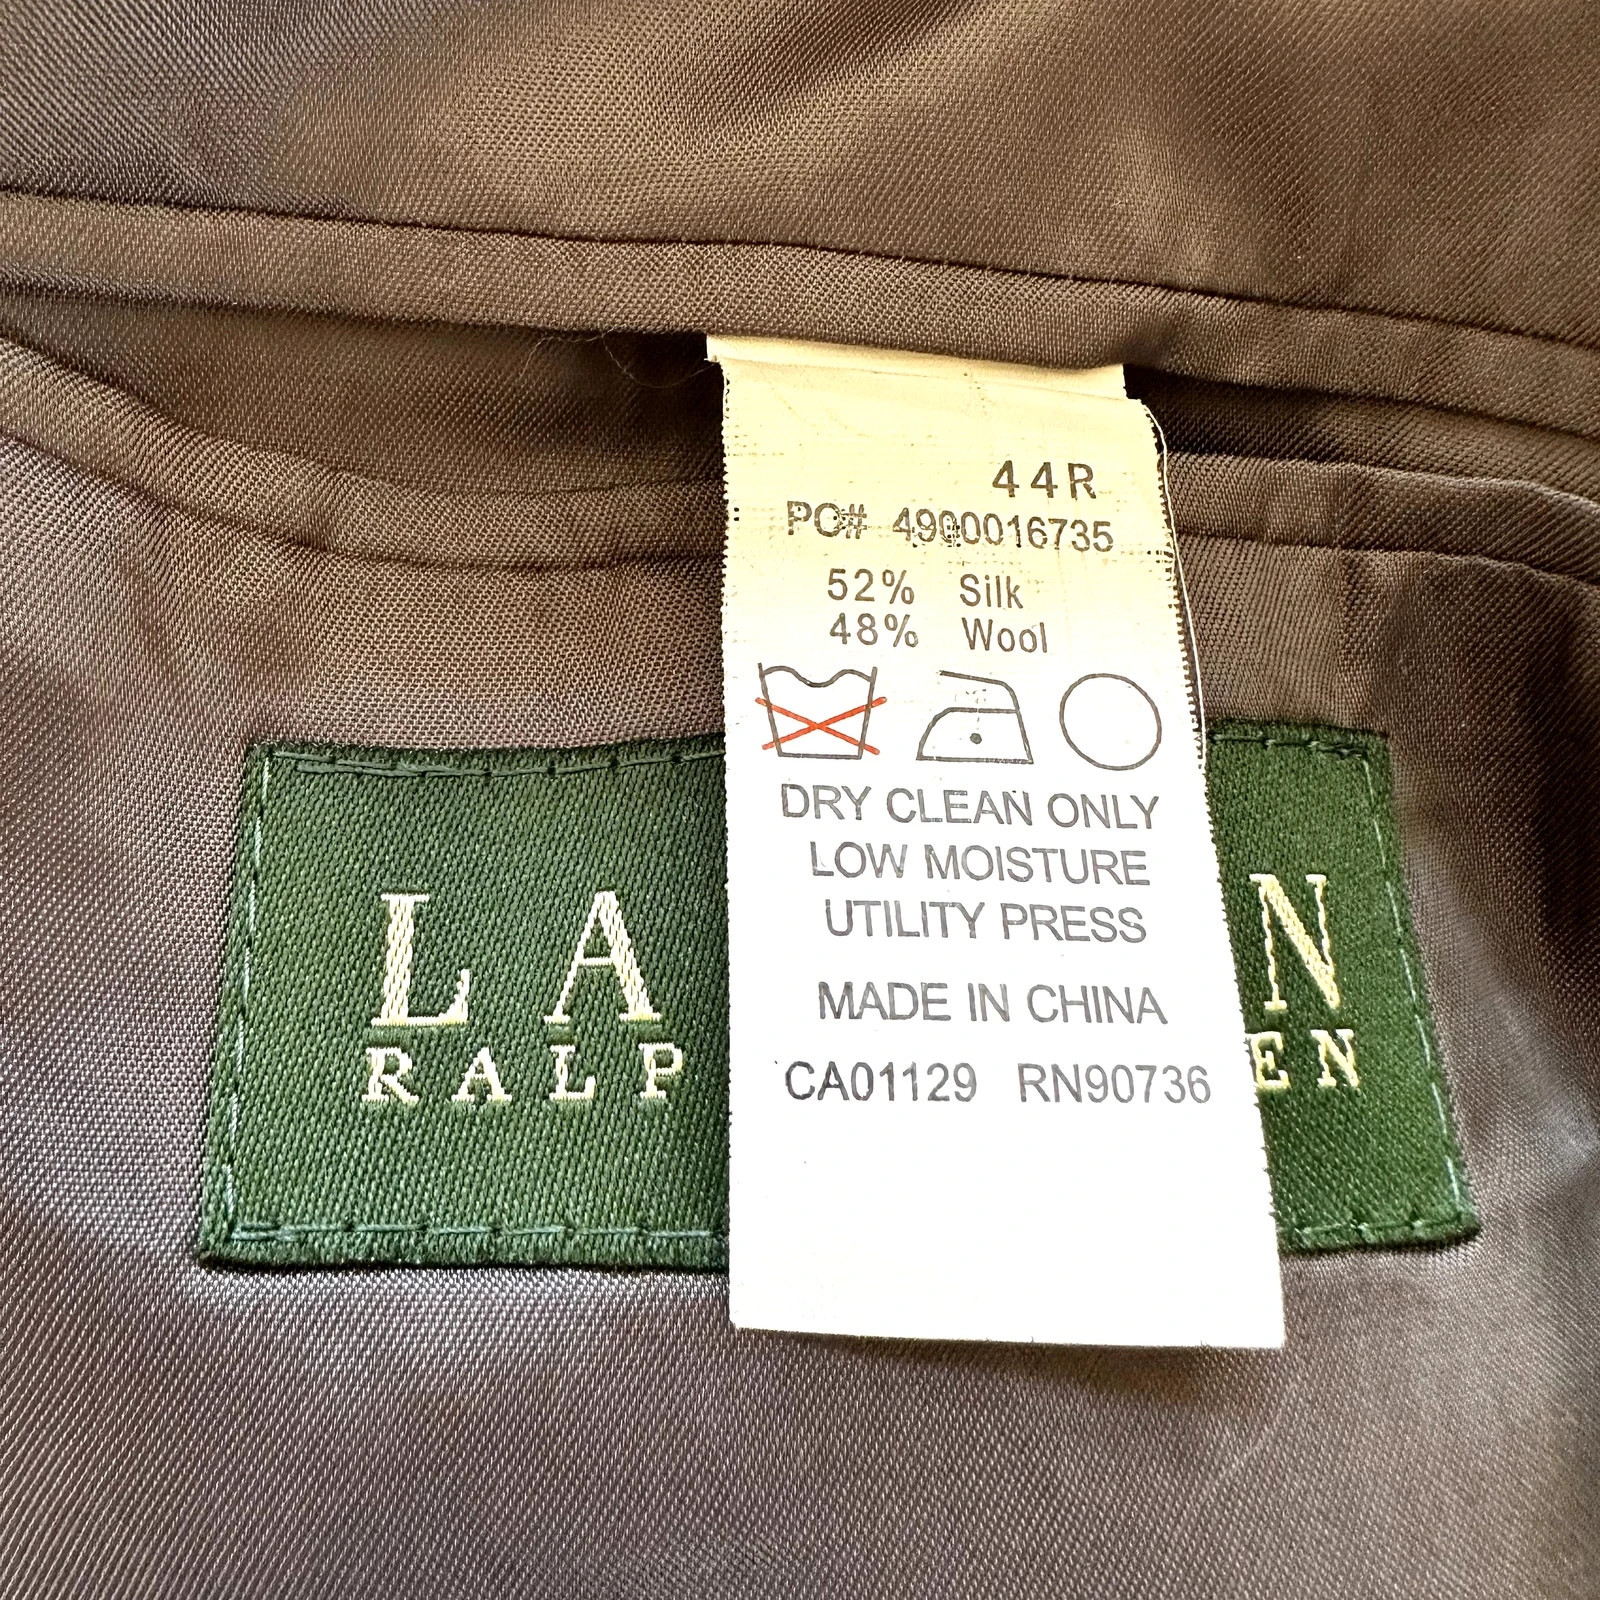 44R
PO# 4900016735
52% Silk
48% Wool
DRY CLEAN ONLY
LOW MOISTURE
UTILITY PRESS
MADE IN CHINA
CA01129 RN90736
LA N
RALP EN